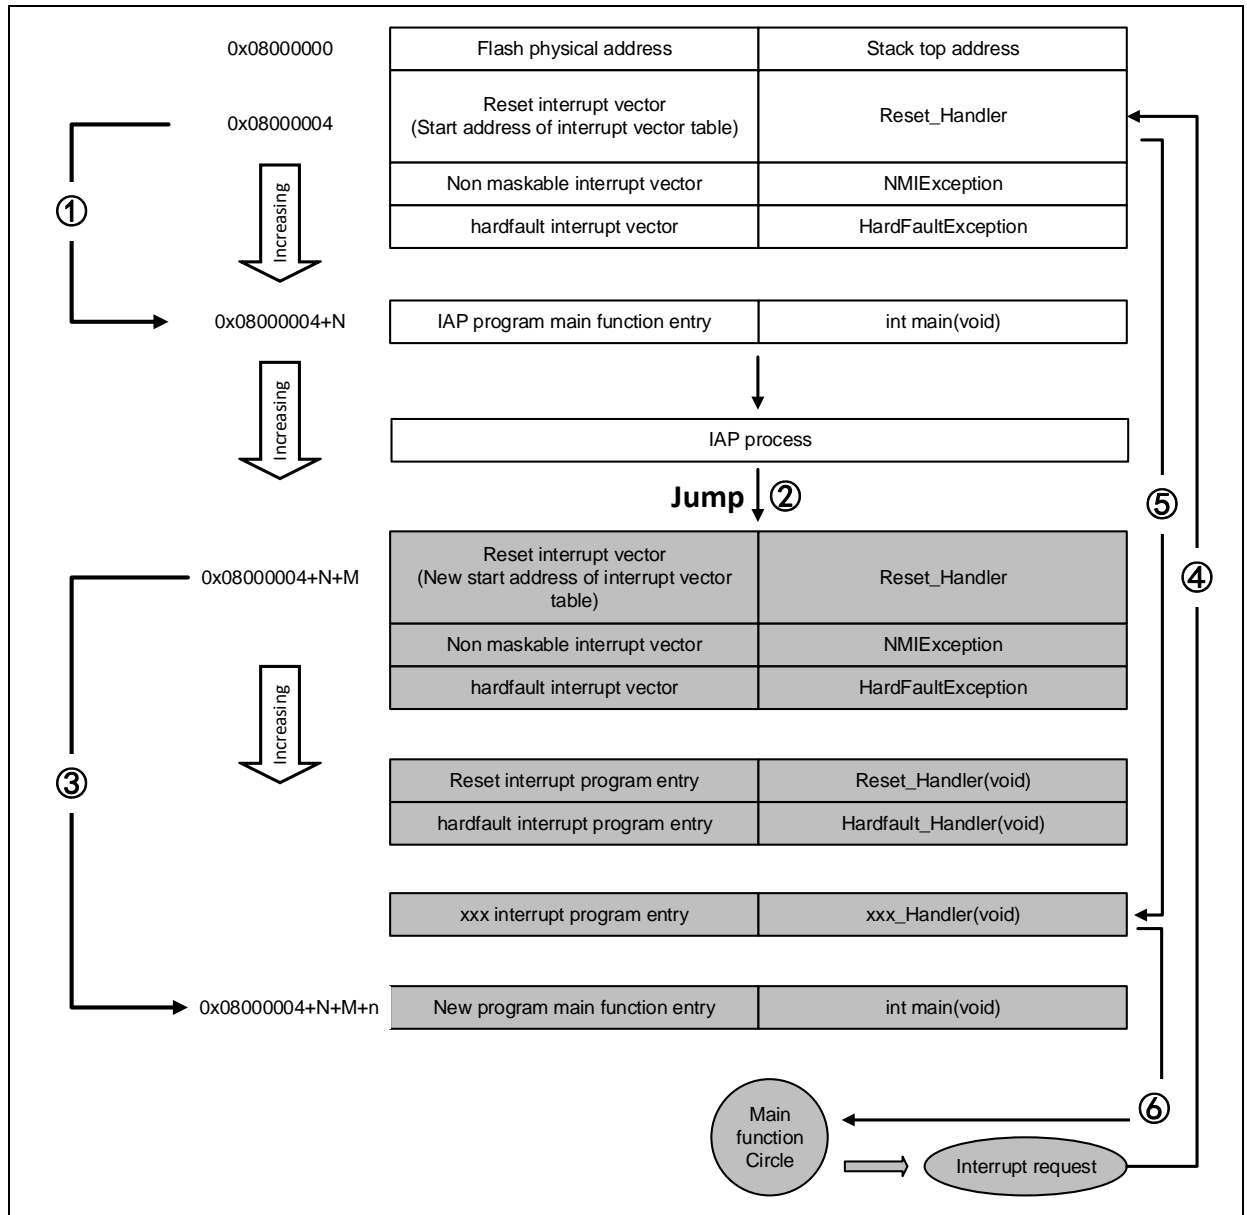 0x08000000
Flash physical address
Stack top address
0x08000004
Reset interrupt vector
(Start address of interrupt vector table)
Reset_Handler
Non maskable interrupt vector
NMIException
hardfault interrupt vector
HardFaultException
①
Increasing
0x08000004+N
IAP program main function entry
int main(void)
Increasing
IAP process
Jump ②
⑤
④
0x08000004+N+M
Reset interrupt vector
(New start address of interrupt vector
table)
Reset_Handler
Non maskable interrupt vector
NMIException
hardfault interrupt vector
HardFaultException
Increasing
③
Reset interrupt program entry
Reset_Handler(void)
hardfault interrupt program entry
Hardfault_Handler(void)
xxx interrupt program entry
xxx_Handler(void)
0x08000004+N+M+n
New program main function entry
int main(void)
⑥
Main
function
Circle
Interrupt request